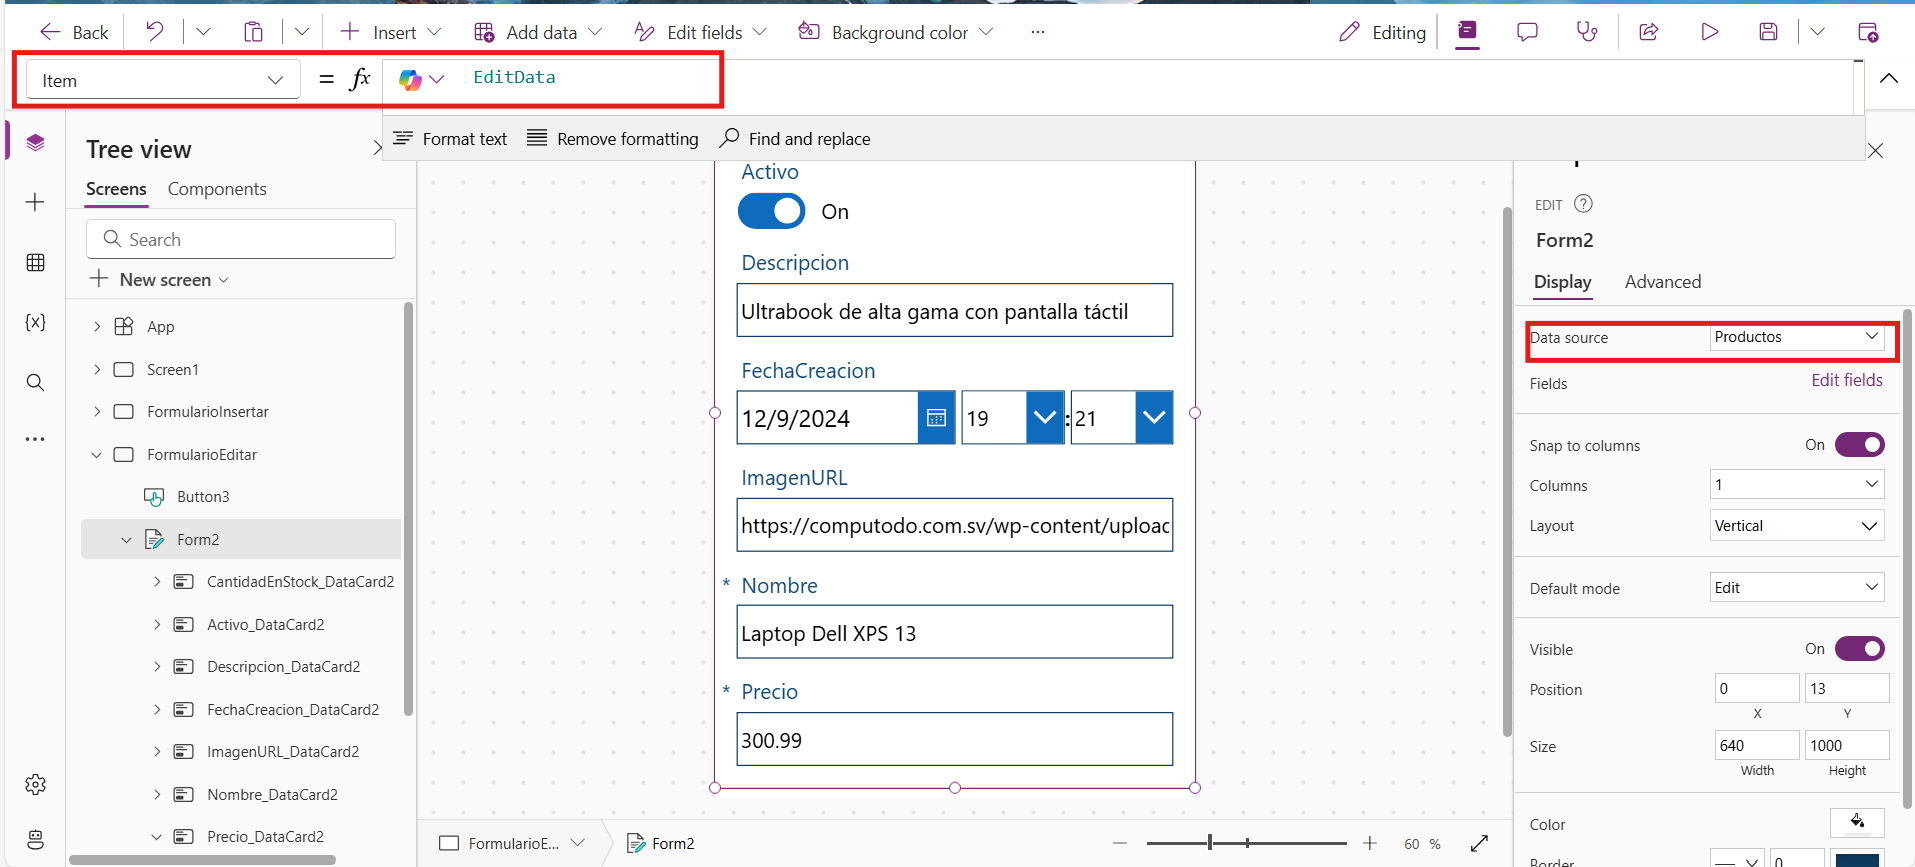 Back
Insert
Add data
Edit fields
Background color
...
Editing
Item
= fx
EditData
Format text
Remove formatting
Find and replace
Tree view
Screens
Components
Search
New screen
App
Screen1
FormularioInsertar
FormularioEditar
Button3
Form2
CantidadEnStock_DataCard2
Activo_DataCard2
Descripcion_DataCard2
FechaCreacion_DataCard2
ImagenURL_DataCard2
Nombre_DataCard2
Precio_DataCard2
Activo
On
Descripcion
Ultrabook de alta gama con pantalla táctil
FechaCreacion
12/9/2024 19 : 21
ImagenURL
https://computodo.com.sv/wp-content/uploac
* Nombre
Laptop Dell XPS 13
* Precio
300.99
FormularioE...
Form2
60 %
EDIT
Form2
Display
Advanced
Data source Productos
Fields Edit fields
Snap to columns On
Columns 1
Layout Vertical
Default mode Edit
Visible On
Position 0 13
X Y
Size 640 1000
Width Height
Color
Border 0